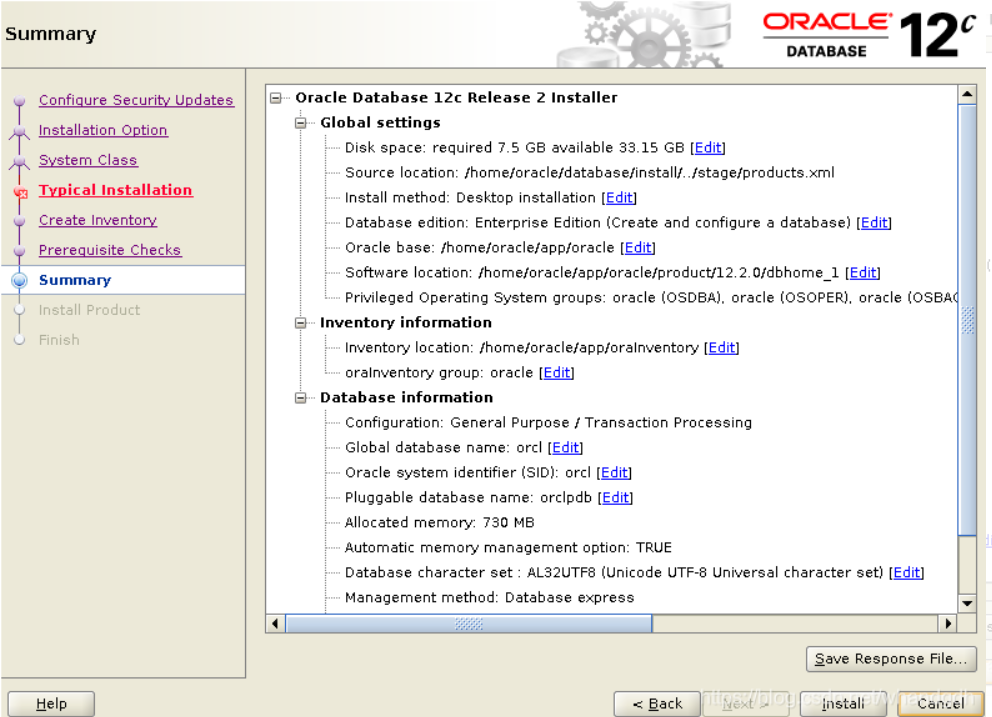 Summary
ORACLE®
DATABASE
12c
Configure Security Updates
Installation Option
System Class
Typical Installation
Create Inventory
Prerequisite Checks
Summary
Install Product
Finish
Oracle Database 12c Release 2 Installer
Global settings
Disk space: required 7.5 GB available 33.15 GB [Edit]
Source location: /home/oracle/database/install/../stage/products.xml
Install method: Desktop installation [Edit]
Database edition: Enterprise Edition (Create and configure a database) [Edit]
Oracle base: /home/oracle/app/oracle [Edit]
Software location: /home/oracle/app/oracle/product/12.2.0/dbhome_1 [Edit]
Privileged Operating System groups: oracle (OSDBA), oracle (OSOPER), oracle (OSBAC
Inventory information
Inventory location: /home/oracle/app/oraInventory [Edit]
oraInventory group: oracle [Edit]
Database information
Configuration: General Purpose / Transaction Processing
Global database name: orcl [Edit]
Oracle system identifier (SID): orcl [Edit]
Pluggable database name: orclpdb [Edit]
Allocated memory: 730 MB
Automatic memory management option: TRUE
Database character set : AL32UTF8 (Unicode UTF-8 Universal character set) [Edit]
Management method: Database express
Save Response File...
Help
< Back
Next >
Install
Cancel